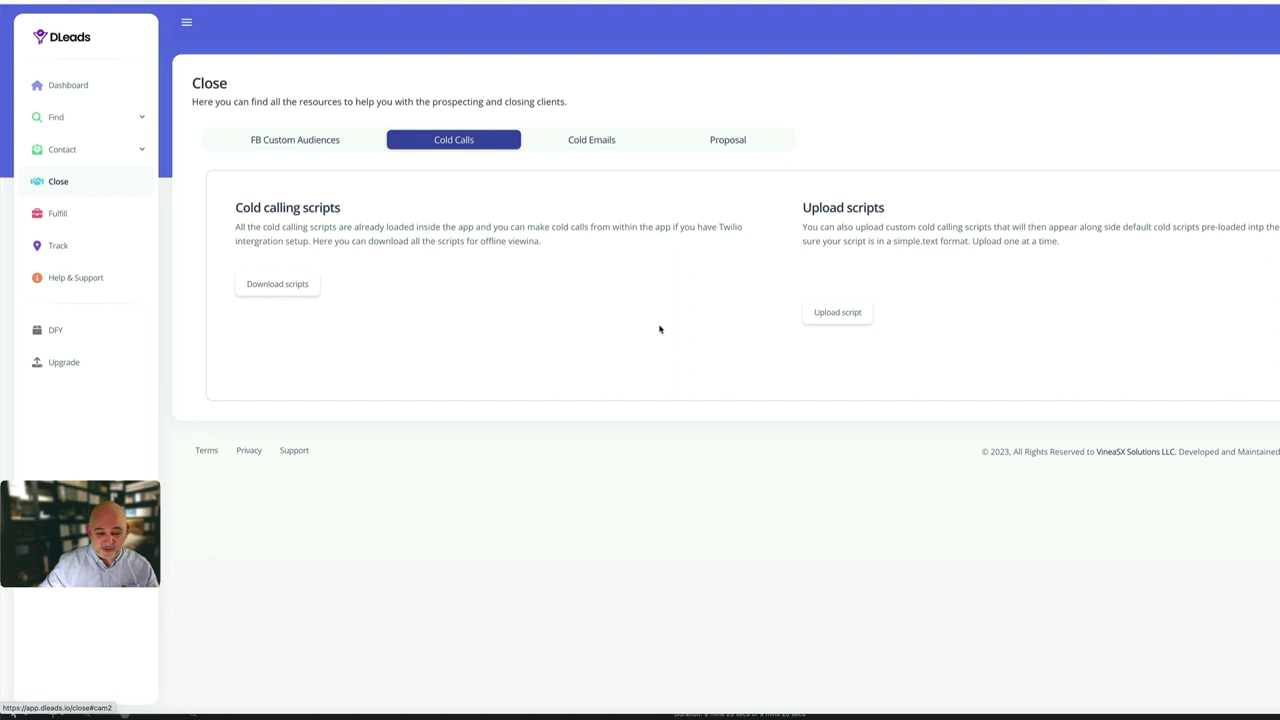 DLeads
Dashboard
Find
Contact
Close
Fulfill
Track
Help & Support
DFY
Upgrade
Close
Here you can find all the resources to help you with the prospecting and closing clients.
FB Custom Audiences
Cold Calls
Cold Emails
Proposal
Cold calling scripts
All the cold calling scripts are already loaded inside the app and you can make cold calls from within the app if you have Twilio
intergration setup. Here you can download all the scripts for offline viewina.
Download scripts
Upload scripts
You can also upload custom cold calling scripts that will then appear along side default cold scripts pre-loaded intp the
sure your script is in a simple.text format. Upload one at a time.
Upload script
Terms
Privacy
Support
© 2023, All Rights Reserved to VineaSX Solutions LLC. Developed and Maintained
https://app.dleads.io/close#cam2